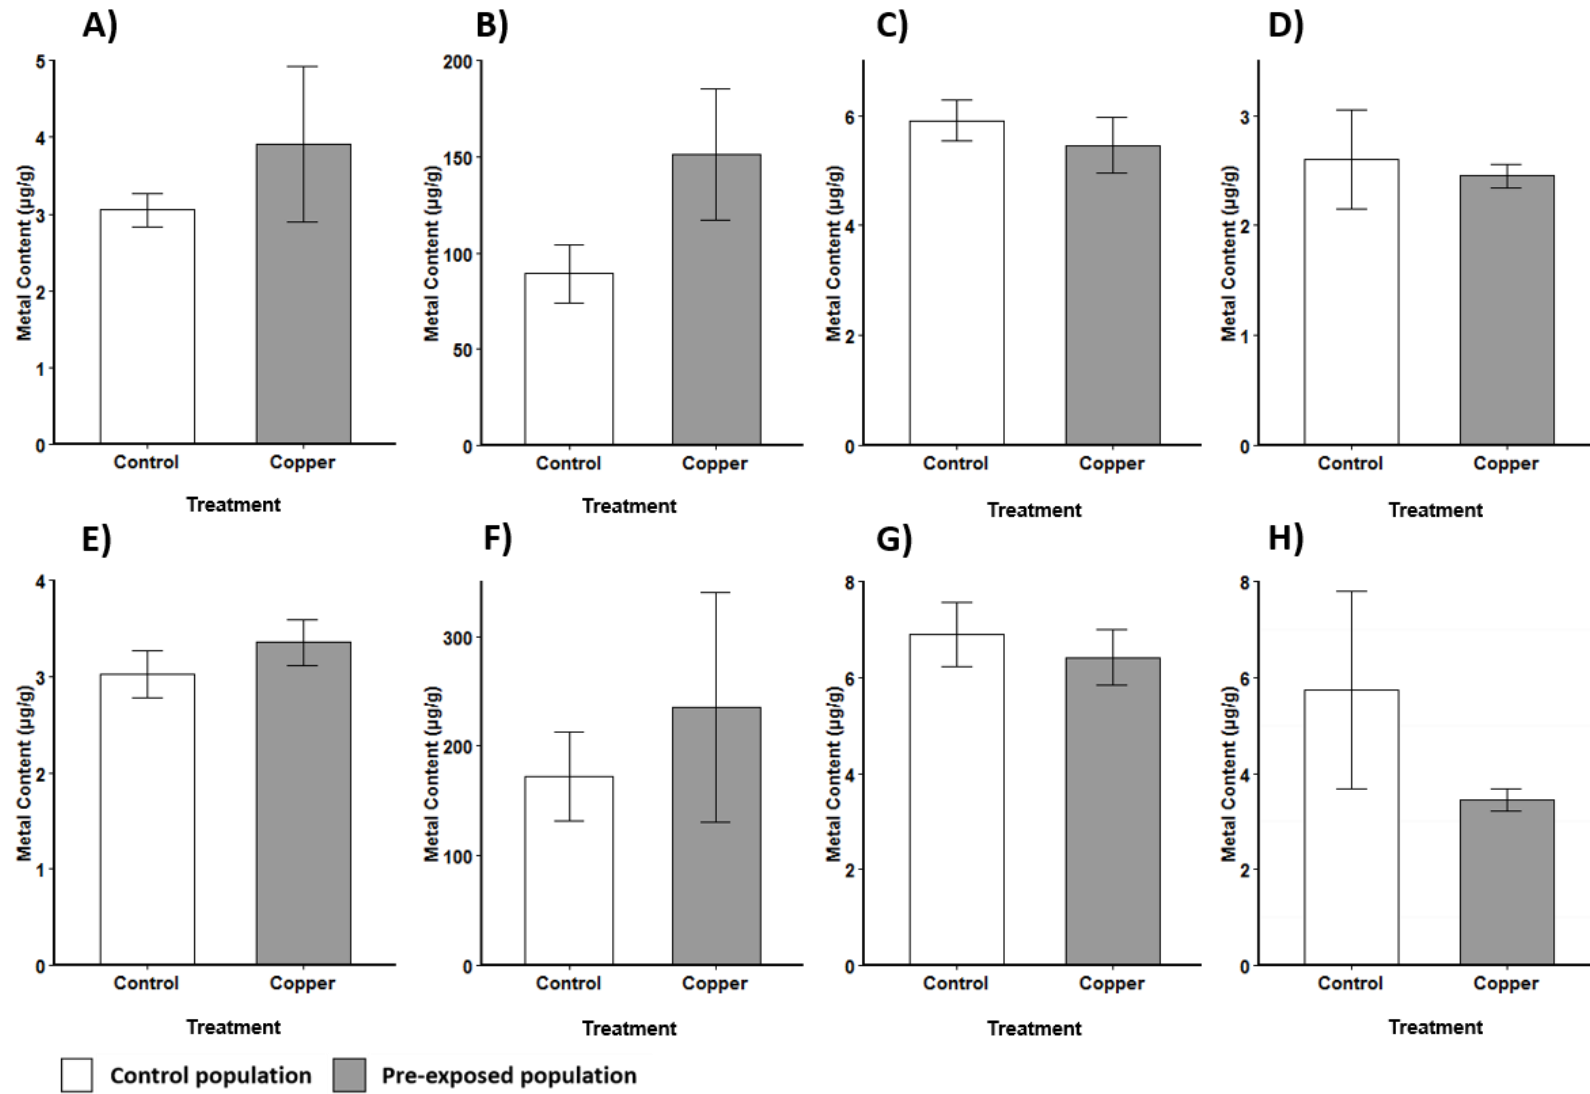 A)
B)
C)
D)
Metal Content (µg/g)
5
4
3
2
1
0
Control Copper
Treatment
Metal Content (µg/g)
200
150
100
50
0
Control Copper
Treatment
Metal Content (µg/g)
6
4
2
0
Control Copper
Treatment
Metal Content (µg/g)
3
2
1
0
Control Copper
Treatment
E)
F)
G)
H)
Metal Content (µg/g)
4
3
2
1
0
Control Copper
Treatment
Metal Content (µg/g)
300
200
100
0
Control Copper
Treatment
Metal Content (µg/g)
8
6
4
2
0
Control Copper
Treatment
Metal Content (µg/g)
8
6
4
2
0
Control Copper
Treatment
Control population Pre-exposed population